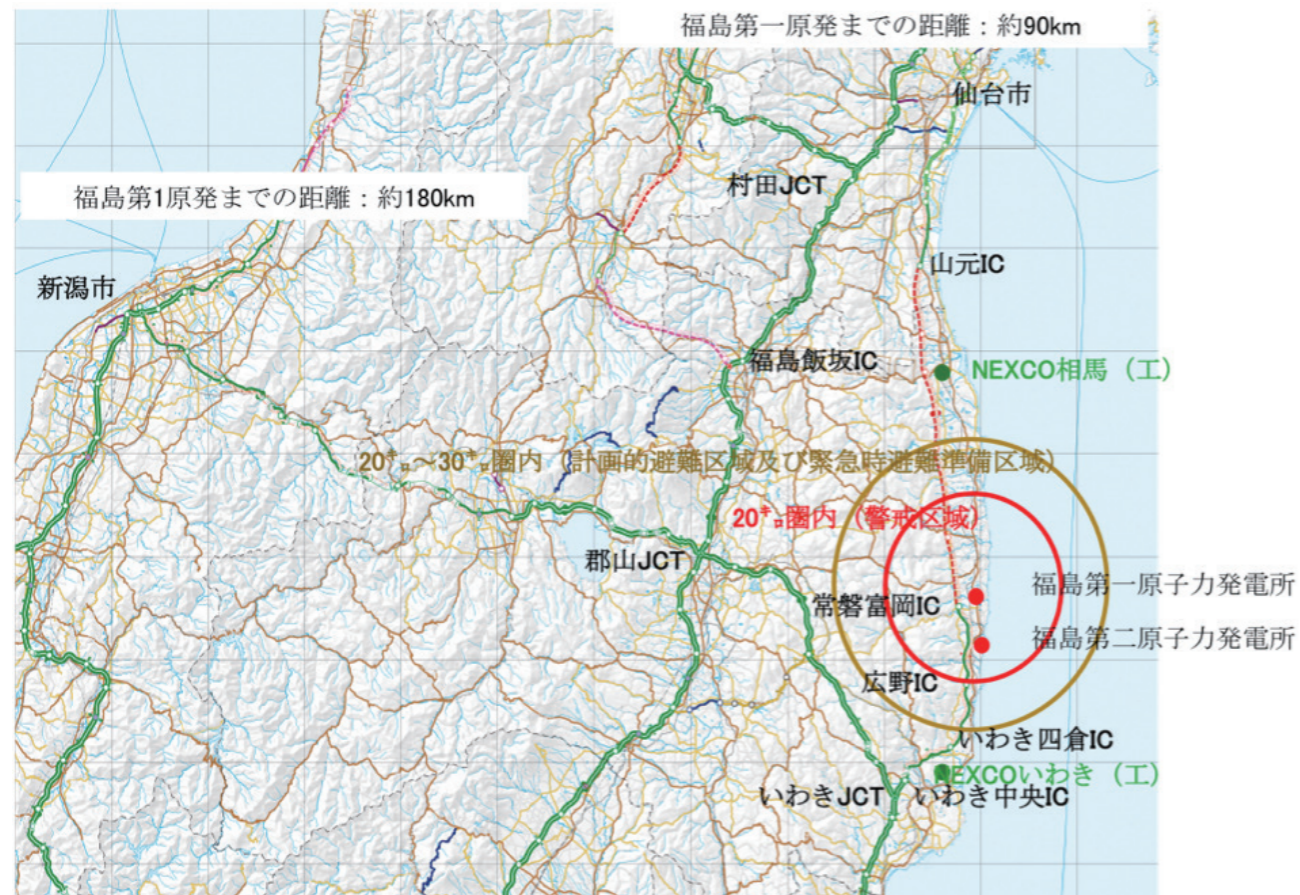 福島第一原発までの距離:約90km
仙台市
村田JCT
福島第1原発までの距離:約180km
山元IC
新潟市
福島飯坂IC
NEXCO相馬(工)
20㌔~30㌔圏内(計画的避難区域及び緊急時避難準備区域)
20㌔圏内(警戒区域)
郡山JCT
福島第一原子力発電所
常磐富岡IC
福島第二原子力発電所
広野IC
いわき四倉IC
NEXCOいわき(工)
いわきJCT
いわき中央IC